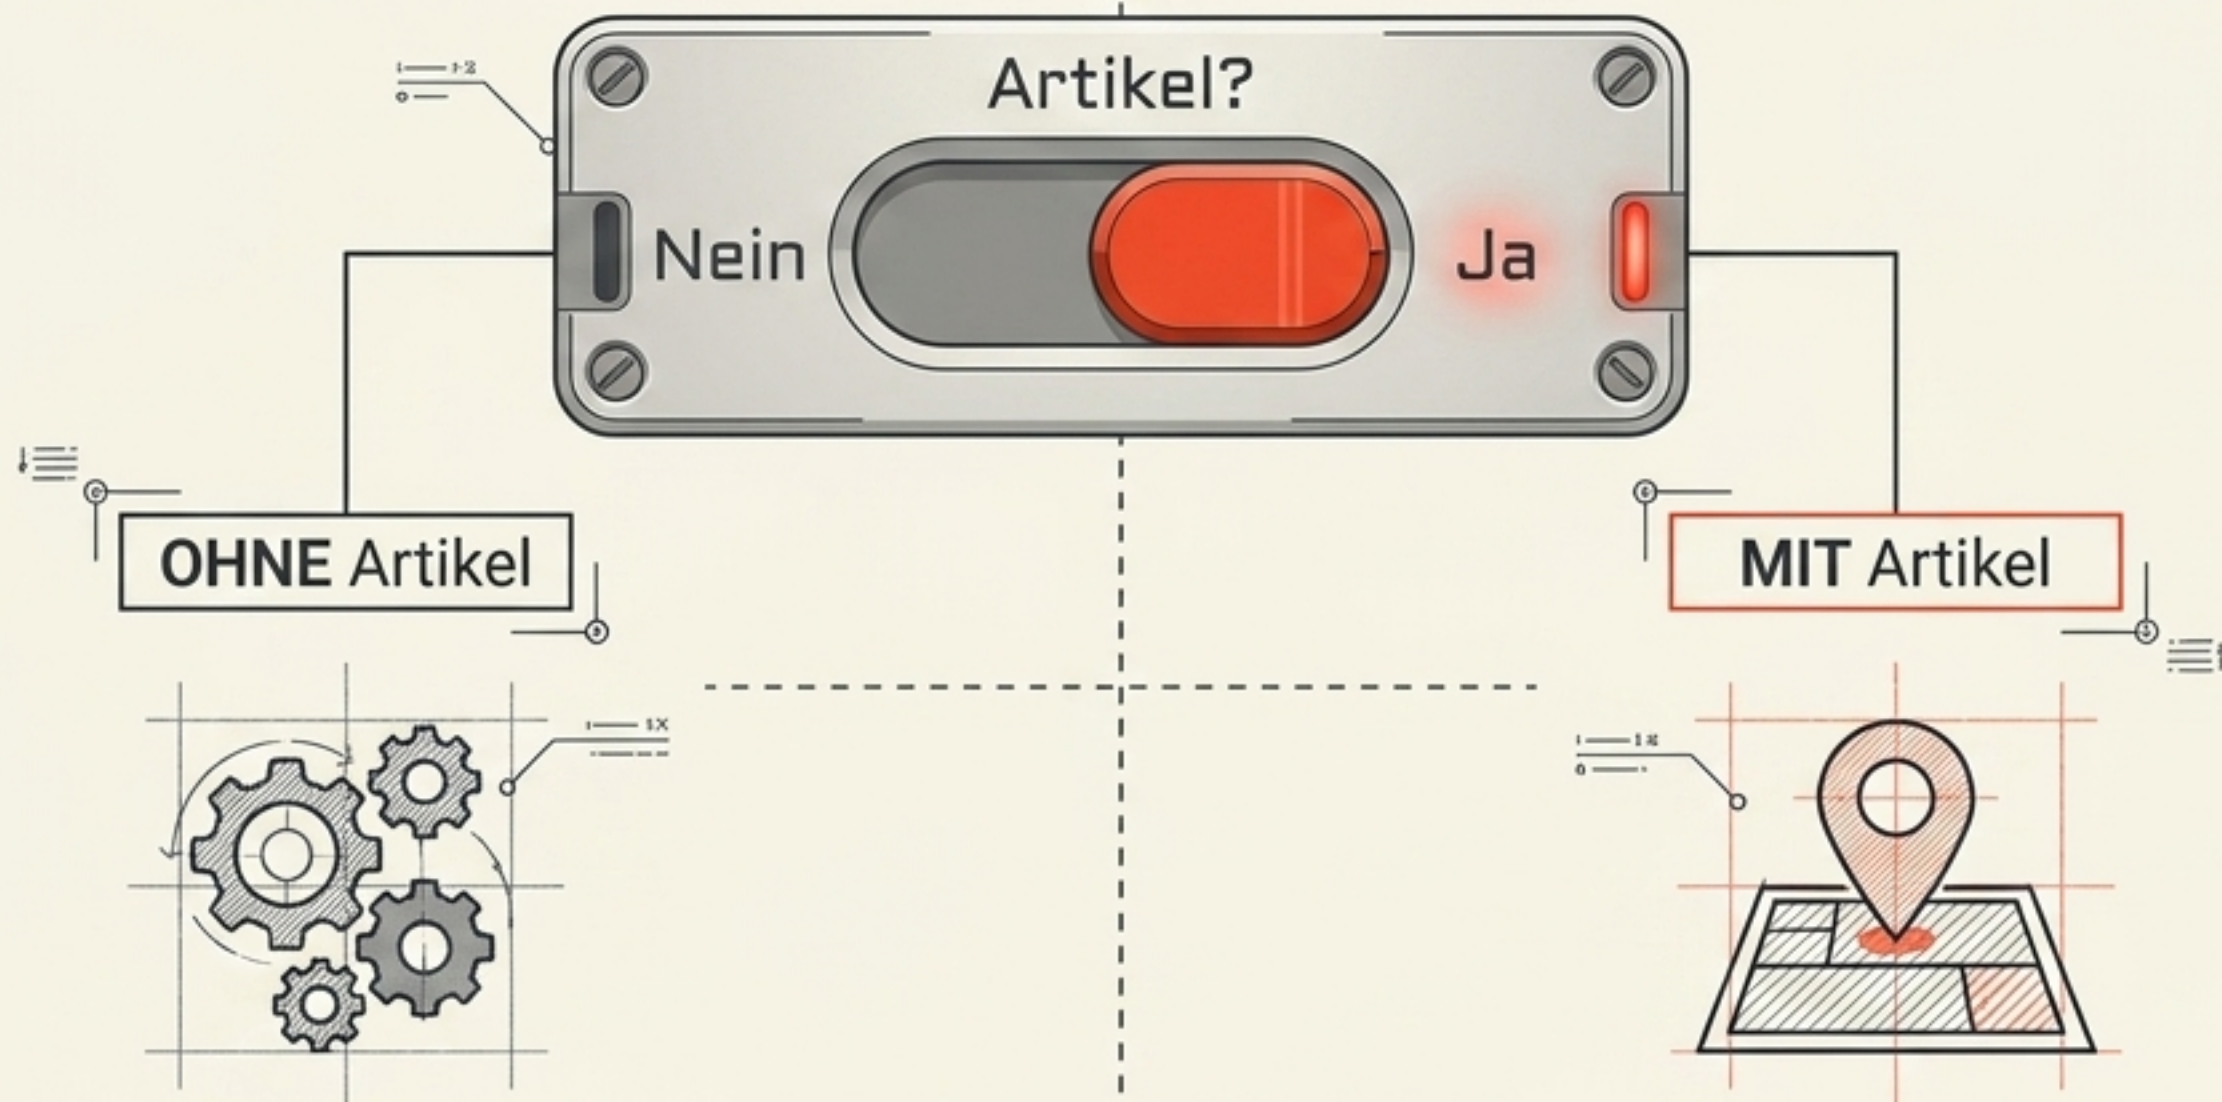 Artikel?
Nein
Ja
OHNE Artikel
MIT Artikel